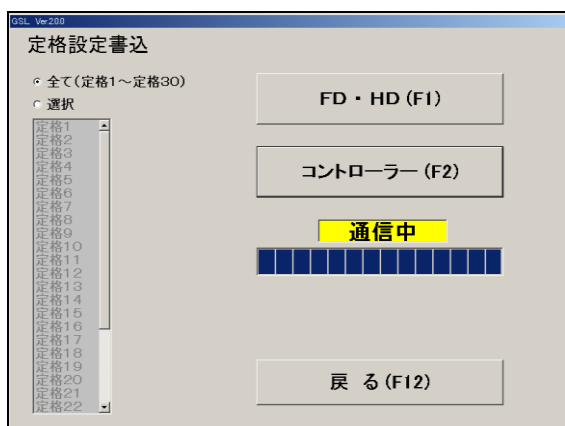 GSL Ver.2.0.0
定格設定書込
全て(定格1～定格30)
選択
定格1
定格2
定格3
定格4
定格5
定格6
定格7
定格8
定格9
定格10
定格11
定格12
定格13
定格14
定格15
定格16
定格17
定格18
定格19
定格20
定格21
定格22
FD・HD(F1)
コントローラー(F2)
通信中
戻 る(F12)